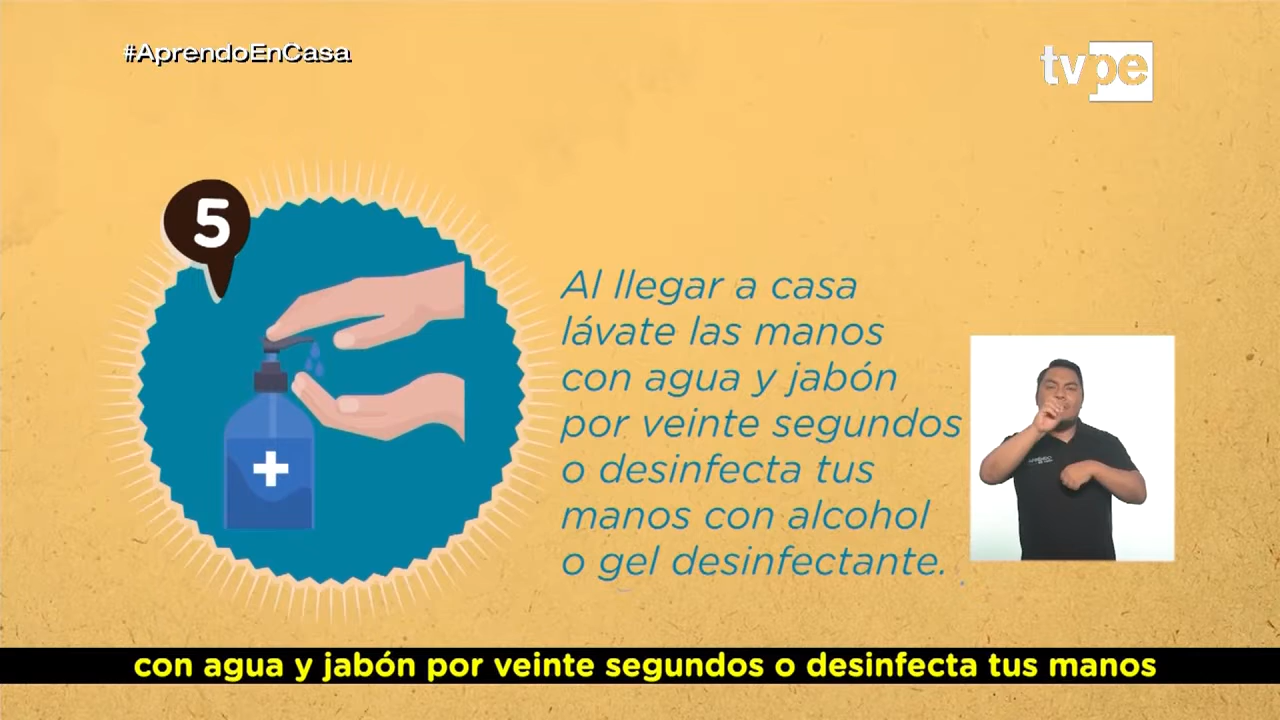 #AprendoEnCasa
tvpe
5
Al llegar a casa
lávate las manos
con agua y jabón
por veinte segundos
o desinfecta tus
manos con alcohol
o gel desinfectante.
con agua y jabón por veinte segundos o desinfecta tus manos